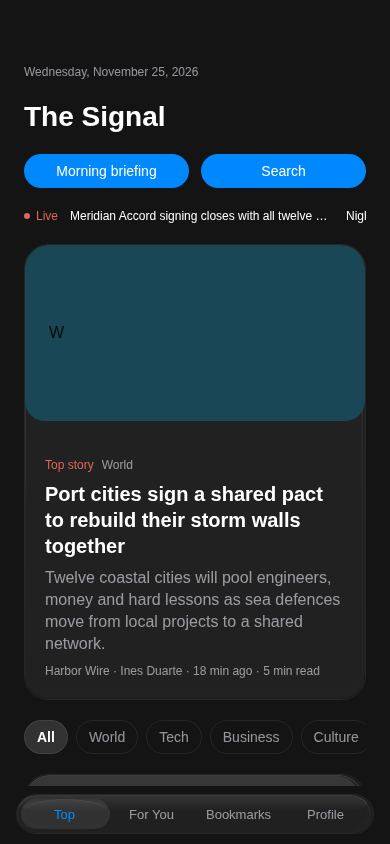 Wednesday, November 25, 2026
The Signal
Morning briefing Search
Live Meridian Accord signing closes with all twelve … Nigl
W
Top story World
Port cities sign a shared pact
to rebuild their storm walls
together
Twelve coastal cities will pool engineers,
money and hard lessons as sea defences
move from local projects to a shared
network.
Harbor Wire · Ines Duarte · 18 min ago · 5 min read
All World Tech Business Culture
Top For You Bookmarks Profile